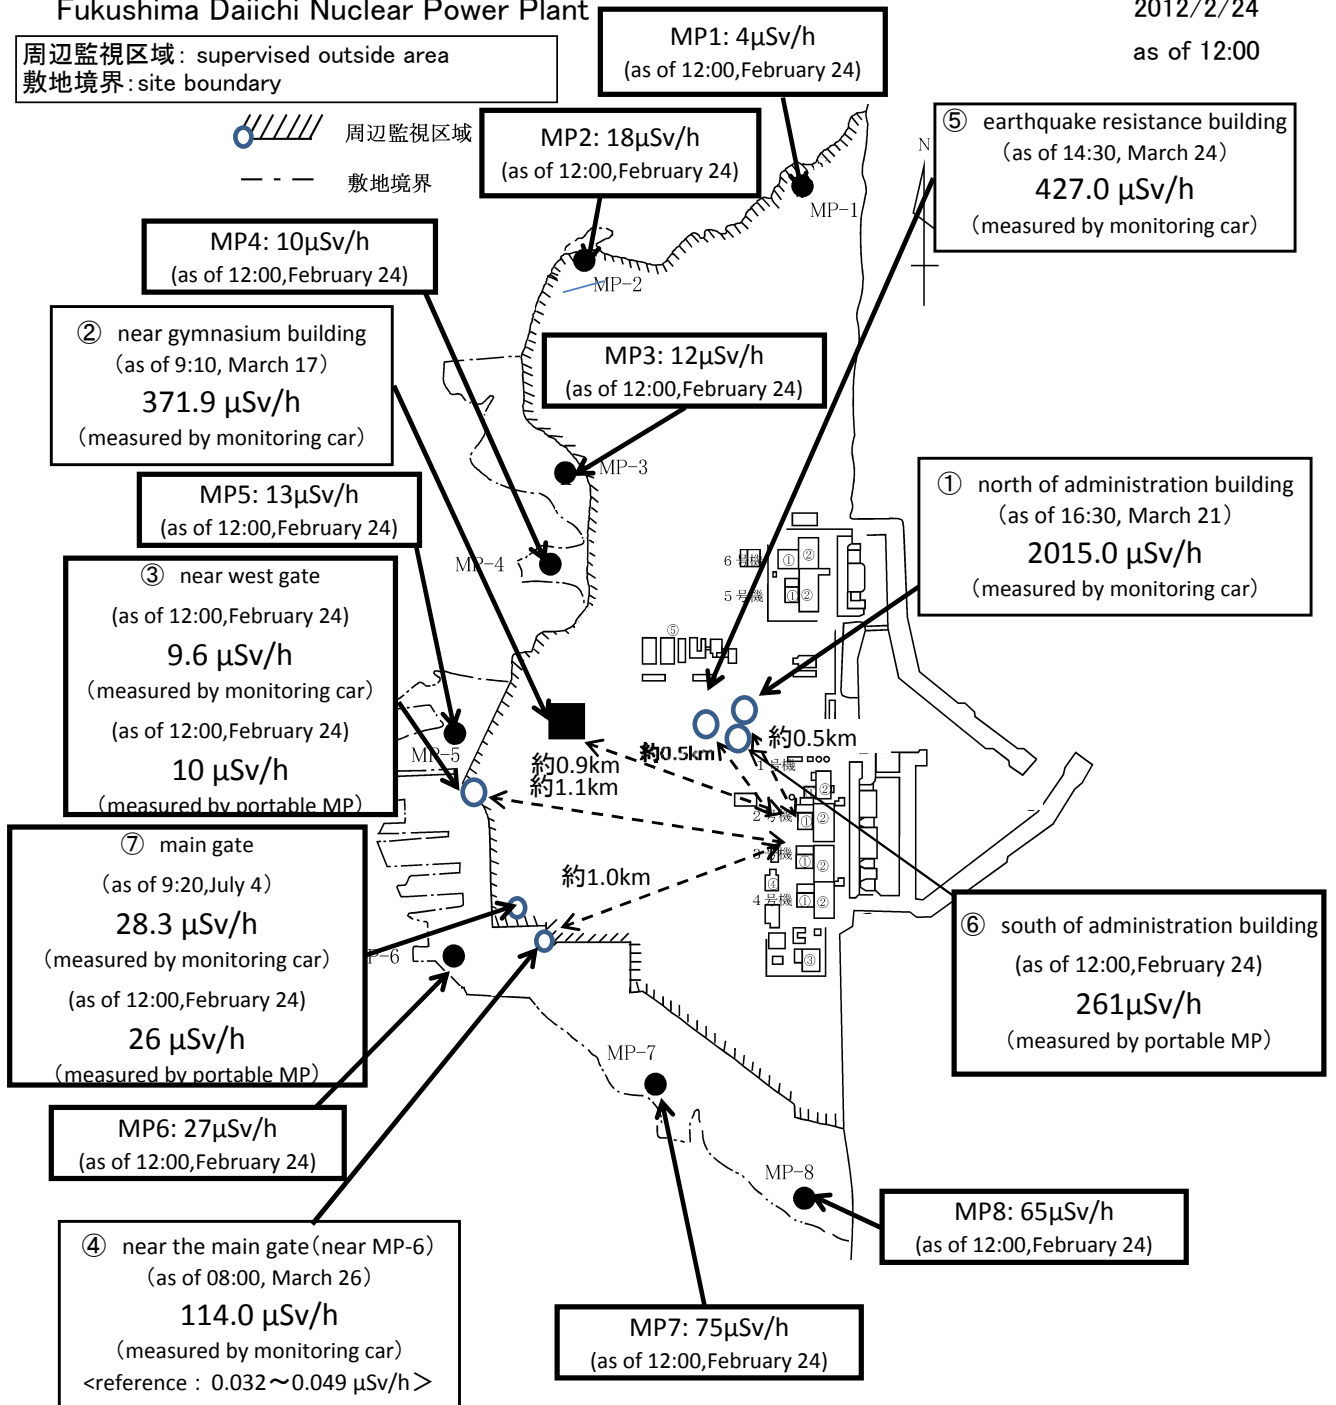 Fukushima Daiichi Nuclear Power Plant
2012/2/24
as of 12:00
周辺監視区域: supervised outside area
敷地境界:site boundary
周辺監視区域
敷地境界
MP1: 4μSv/h
(as of 12:00,February 24)
MP2: 18μSv/h
(as of 12:00,February 24)
⑤ earthquake resistance building
(as of 14:30, March 24)
427.0 μSv/h
(measured by monitoring car)
N
MP-1
MP4: 10μSv/h
(as of 12:00,February 24)
MP-2
② near gymnasium building
(as of 9:10, March 17)
371.9 μSv/h
(measured by monitoring car)
MP3: 12μSv/h
(as of 12:00,February 24)
MP-3
MP5: 13μSv/h
(as of 12:00,February 24)
① north of administration building
(as of 16:30, March 21)
2015.0 μSv/h
(measured by monitoring car)
MP-4
6号機
① ②
5号機
① ②
⑤
③ near west gate
(as of 12:00,February 24)
9.6 μSv/h
(measured by monitoring car)
(as of 12:00,February 24)
10 μSv/h
(measured by portable MP)
MP-5
約0.9km
約1.1km
約0.5km
約0.5km
1号機
②
2号機
① ②
3号機
① ②
④
4号機
① ②
③
約1.0km
⑦ main gate
(as of 9:20,July 4)
28.3 μSv/h
(measured by monitoring car)
(as of 12:00,February 24)
26 μSv/h
(measured by portable MP)
P-6
⑥ south of administration building
(as of 12:00,February 24)
261μSv/h
(measured by portable MP)
MP-7
MP6: 27μSv/h
(as of 12:00,February 24)
MP-8
MP8: 65μSv/h
(as of 12:00,February 24)
④ near the main gate(near MP-6)
(as of 08:00, March 26)
114.0 μSv/h
(measured by monitoring car)
<reference : 0.032～0.049 μSv/h>
MP7: 75μSv/h
(as of 12:00,February 24)